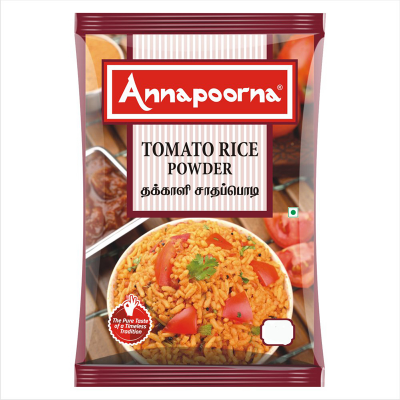 Annapoorna®
TOMATO RICE
POWDER
தக்காளி சாதப்பொடி
The Pure Taste
of a Timeless
Tradition